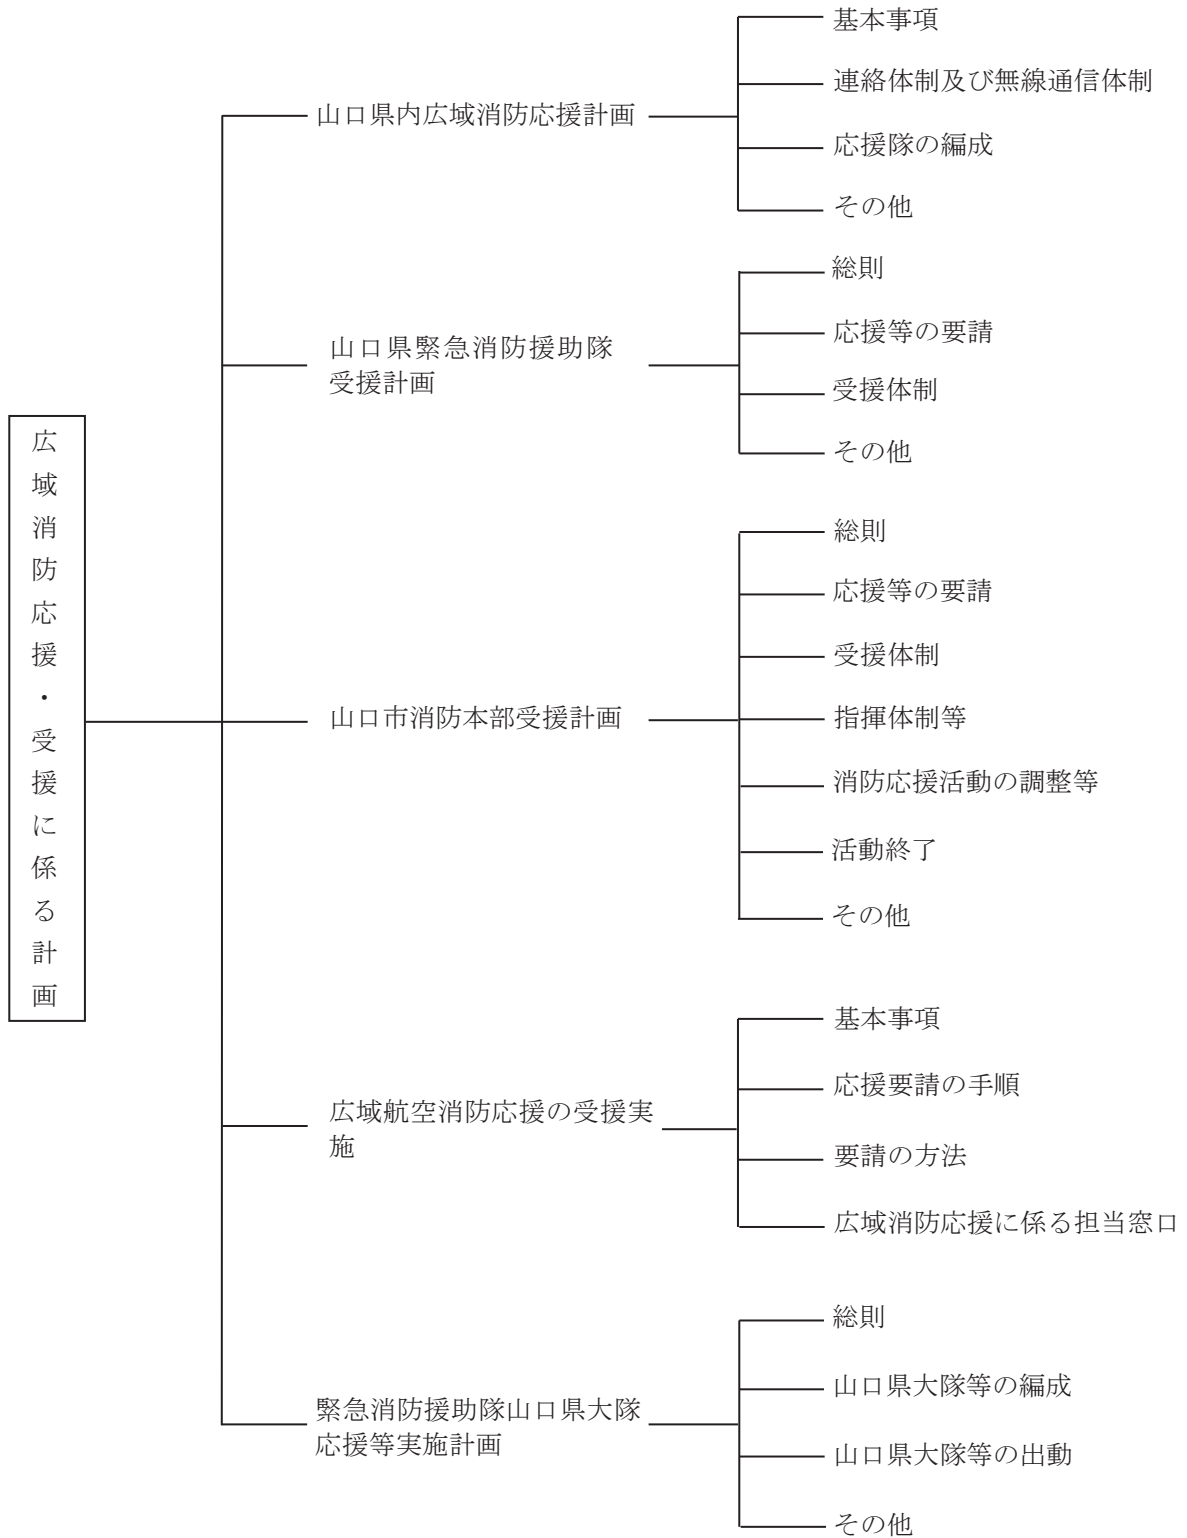 広域消防応援・受援に係る計画
山口県内広域消防応援計画
基本事項
連絡体制及び無線通信体制
応援隊の編成
その他
山口県緊急消防援助隊
受援計画
総則
応援等の要請
受援体制
その他
山口市消防本部受援計画
総則
応援等の要請
受援体制
指揮体制等
消防応援活動の調整等
活動終了
その他
広域航空消防応援の受援実
施
基本事項
応援要請の手順
要請の方法
広域消防応援に係る担当窓口
緊急消防援助隊山口県大隊
応援等実施計画
総則
山口県大隊等の編成
山口県大隊等の出動
その他